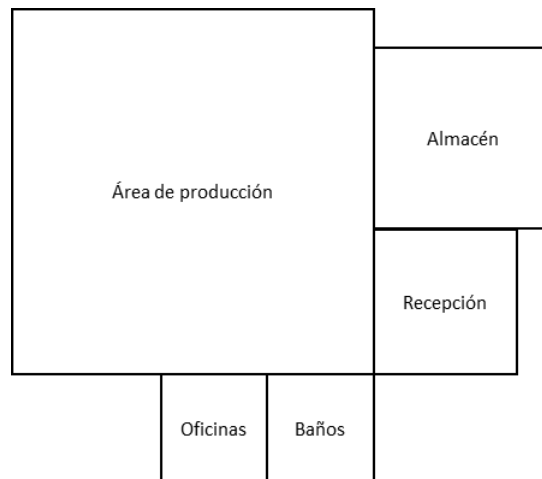 Almacén
Área de producción
Recepción
Oficinas
Baños